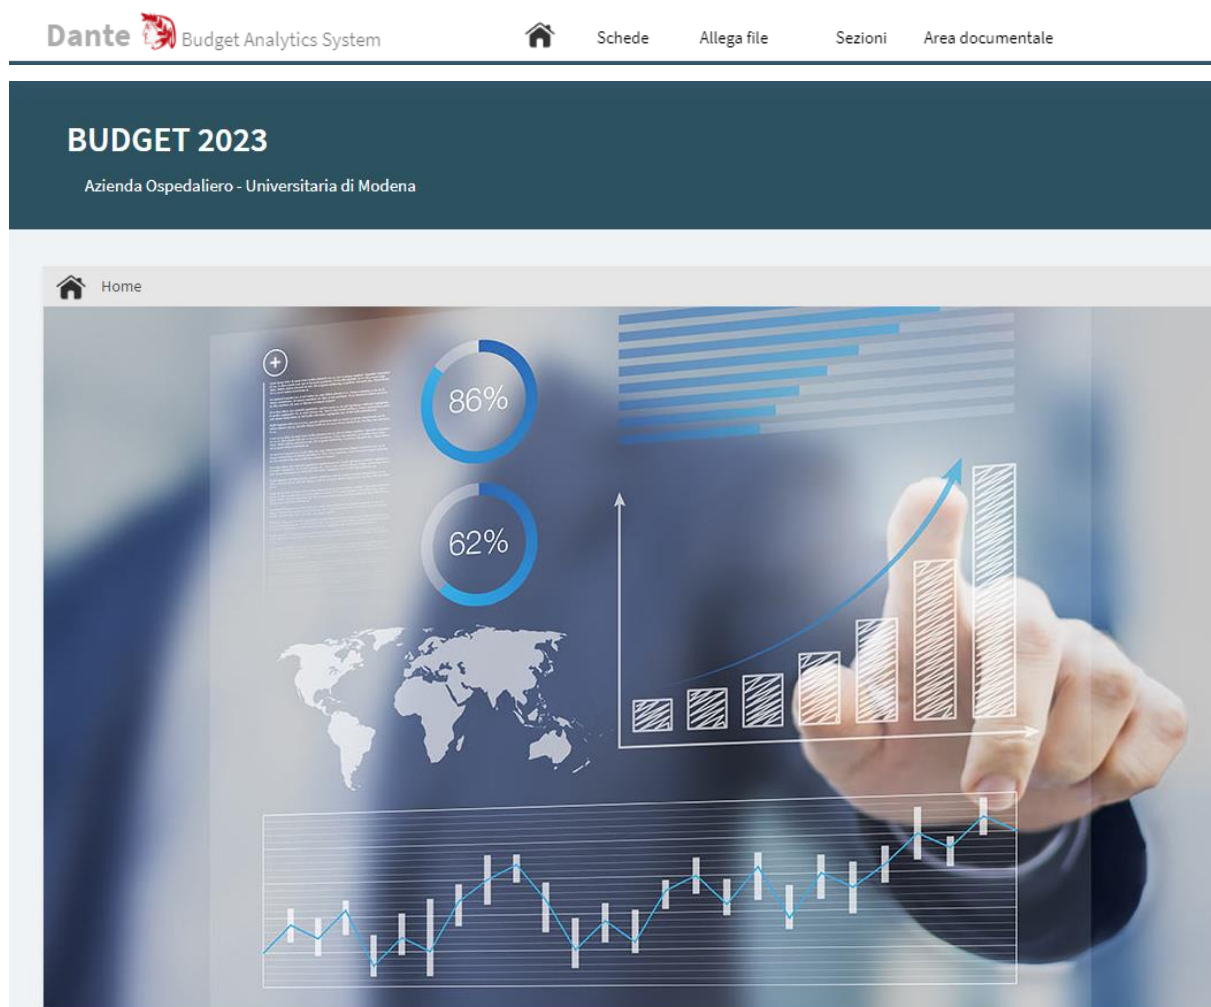 Dante Budget Analytics System
Schede Allega file Sezioni Area documentale
BUDGET 2023
Azienda Ospedaliero - Universitaria di Modena
Home
86%
62%